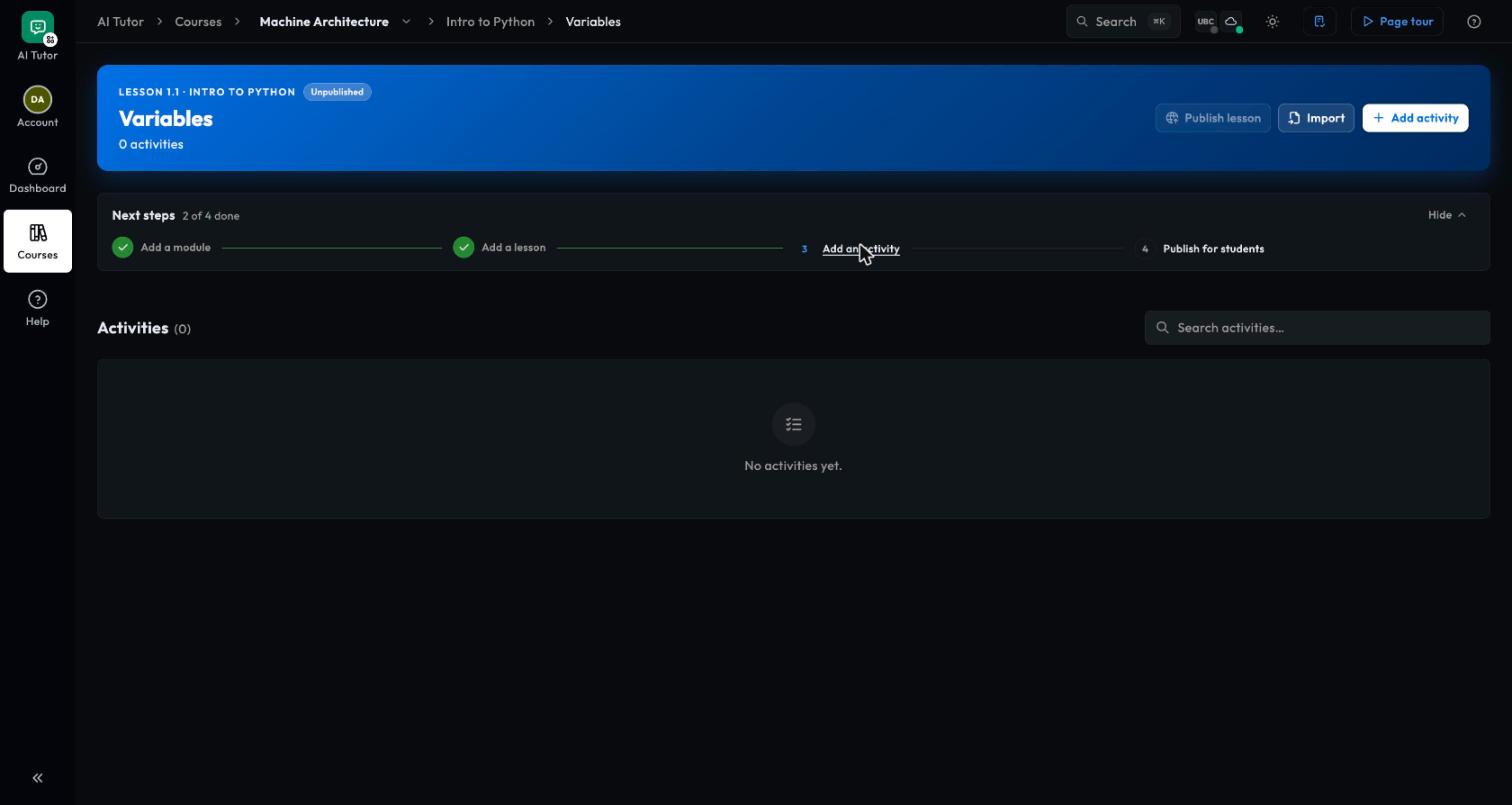 AI Tutor > Courses > Machine Architecture > Intro to Python > Variables
Search ⌘K
UBC
Page tour
AI Tutor
DA
Account
Dashboard
Courses
Help
LESSON 1.1 · INTRO TO PYTHON Unpublished
Variables
0 activities
Publish lesson
Import
+ Add activity
Next steps 2 of 4 done
Hide
Add a module
Add a lesson
3 Add an activity
4 Publish for students
Activities (0)
Search activities...
No activities yet.